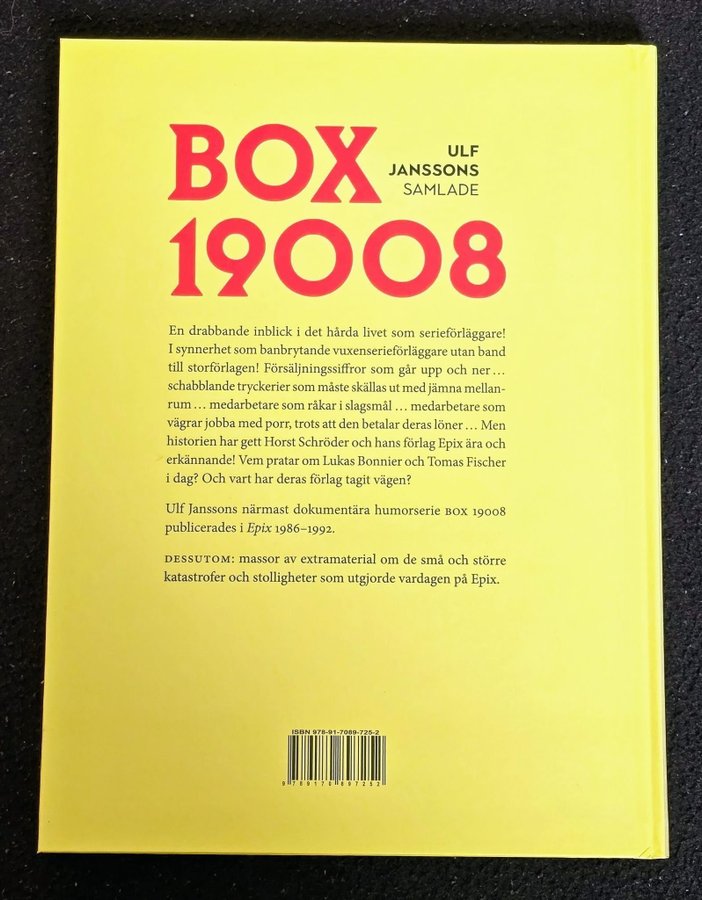 BOX
ULF
JANSSONS
SAMLADE
19008
En drabbande inblick i det hårda livet som serieförläggare!
I synnerhet som banbrytande vuxenserieförläggare utan band
till storförlagen! Försäljningssiffror som går upp och ner …
schabblande tryckerier som måste skällas ut med jämna mellan-
rum … medarbetare som råkar i slagsmål … medarbetare som
vägrar jobba med porr, trots att den betalar deras löner … Men
historien har gett Horst Schröder och hans förlag Epix ära och
erkännande! Vem pratar om Lukas Bonnier och Tomas Fischer
i dag? Och vart har deras förlag tagit vägen?
Ulf Janssons närmast dokumentära humorserie BOX 19008
publicerades i Epix 1986–1992.
DESSUTOM: massor av extramaterial om de små och större
katastrofer och stolligheter som utgjorde vardagen på Epix.
ISBN 978-91-7089-725-2
9 789170 897252